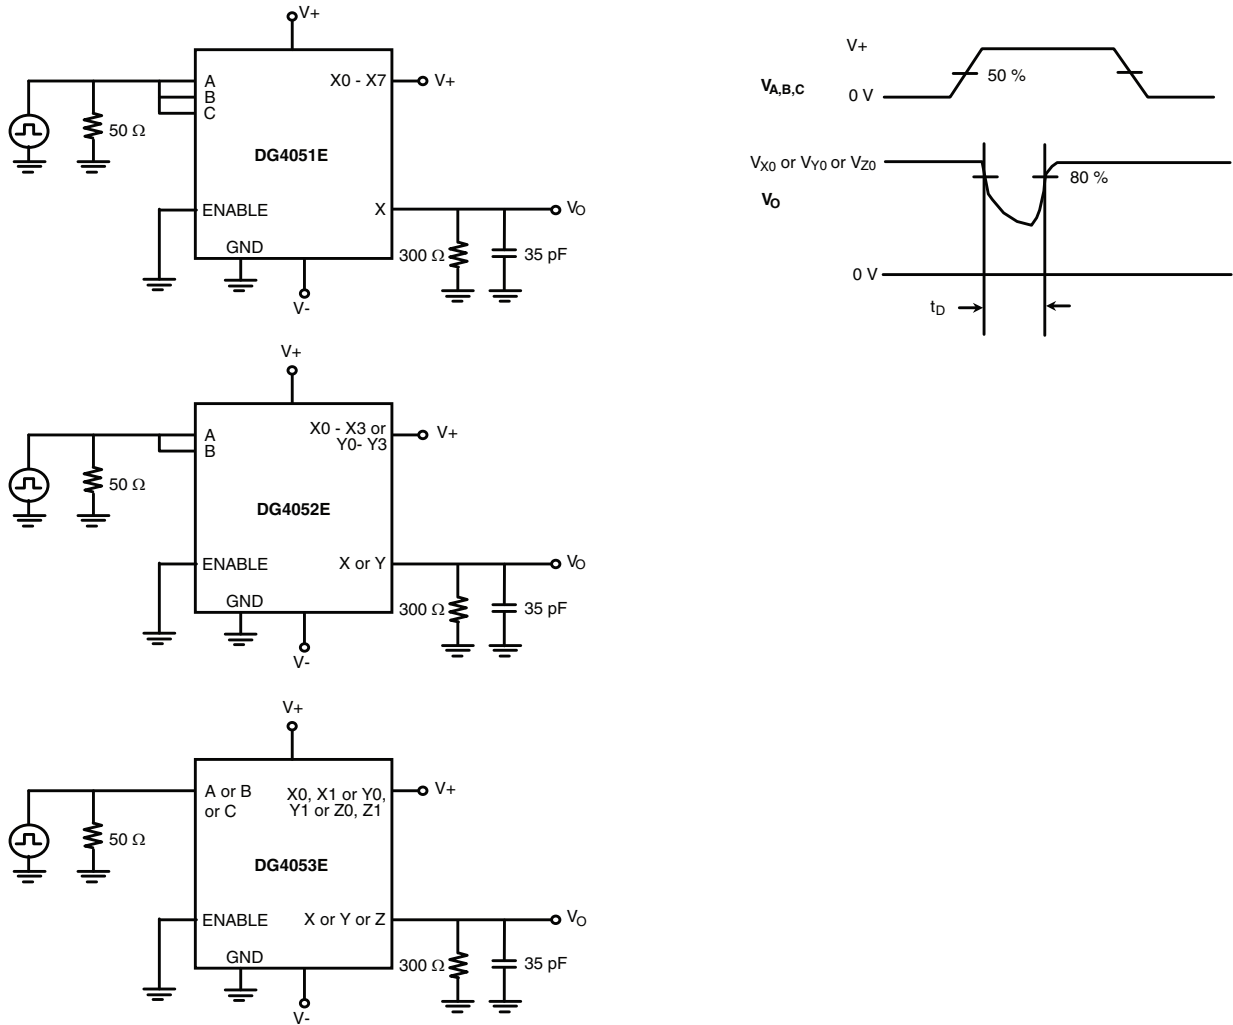 V+
A
B
C
X0 - X7
V+
50 Ω
DG4051E
ENABLE
X
VO
GND
300 Ω
35 pF
V-
V+
50 %
VA,B,C
0 V
VX0 or VY0 or VZ0
80 %
VO
0 V
tD
V+
A
B
X0 - X3 or
Y0- Y3
V+
50 Ω
DG4052E
ENABLE
X or Y
VO
GND
300 Ω
35 pF
V-
V+
A or B
or C
X0, X1 or Y0,
Y1 or Z0, Z1
V+
50 Ω
DG4053E
ENABLE
X or Y or Z
VO
GND
300 Ω
35 pF
V-